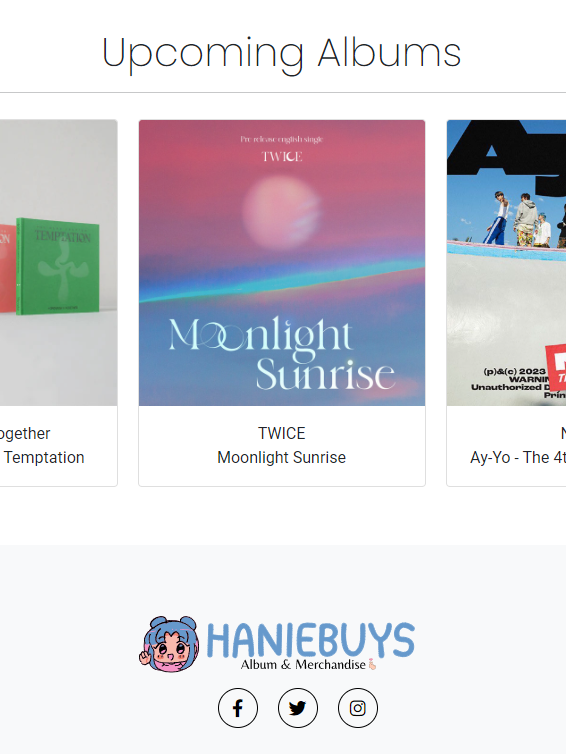 Upcoming Albums
TEMPTATION
Pre-release english single
TWICE
Moonlight
Sunrise
(p)&(c) 2023
WARNIN
Unauthorized D
Prin
ogether
Temptation
TWICE
Moonlight Sunrise
N
Ay-Yo - The 4t
HANIEBUYS
Album & Merchandise